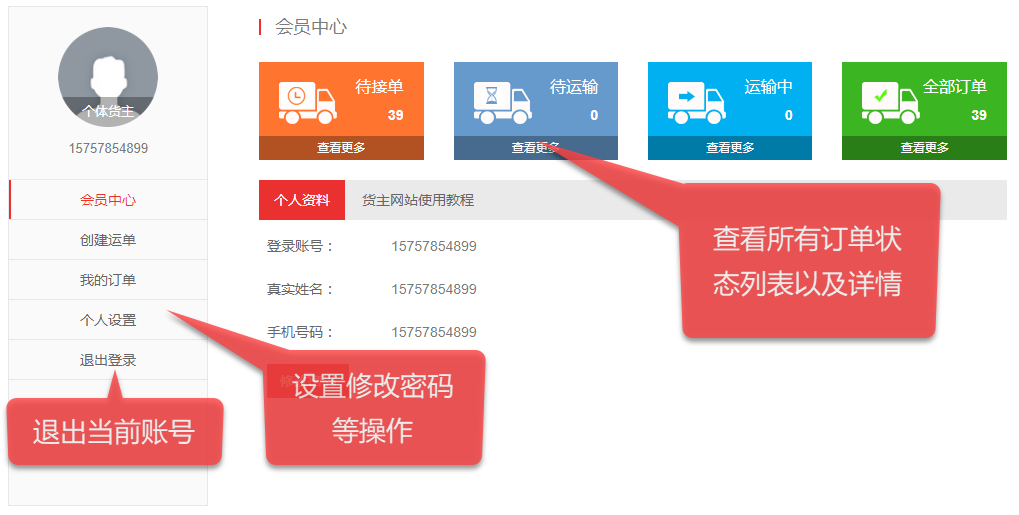 个体货主
15757854899
会员中心
创建运单
我的订单
个人设置
退出登录
退出当前账号
会员中心
待接单
39
查看更多
待运输
0
查看更多
运输中
0
查看更多
全部订单
39
查看更多
个人资料
货主网站使用教程
登录账号：
15757854899
真实姓名：
15757854899
手机号码：
15757854899
设置修改密码
等操作
查看所有订单状
态列表以及详情